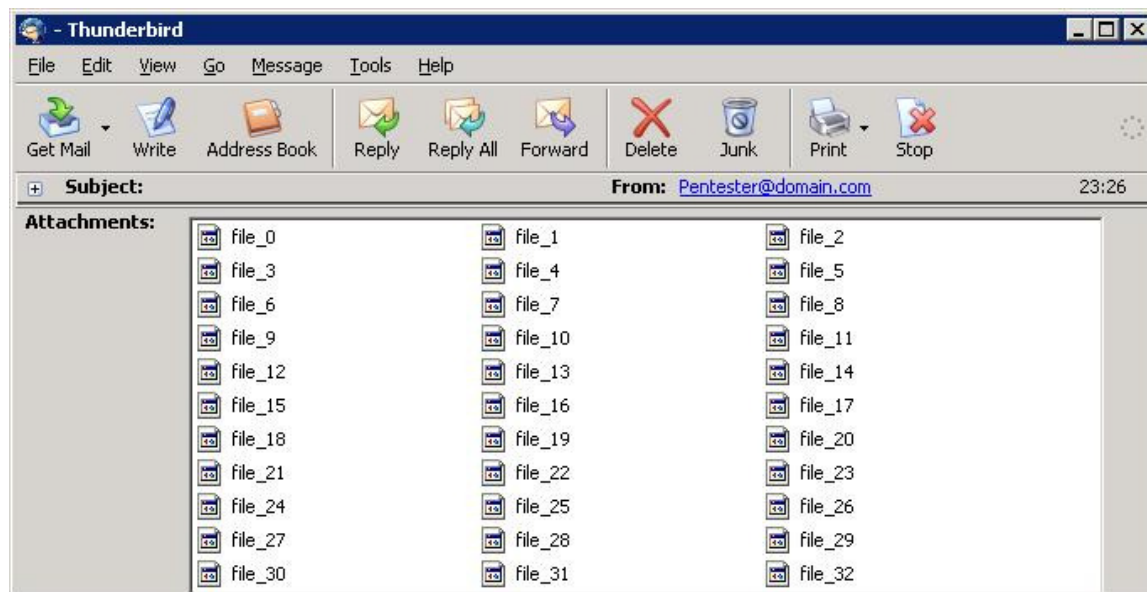 - Thunderbird
File Edit View Go Message Tools Help
Get Mail Write Address Book Reply Reply All Forward Delete Junk Print Stop
Subject: From: Pentester@domain.com 23:26
Attachments:
file_0 file_1 file_2
file_3 file_4 file_5
file_6 file_7 file_8
file_9 file_10 file_11
file_12 file_13 file_14
file_15 file_16 file_17
file_18 file_19 file_20
file_21 file_22 file_23
file_24 file_25 file_26
file_27 file_28 file_29
file_30 file_31 file_32